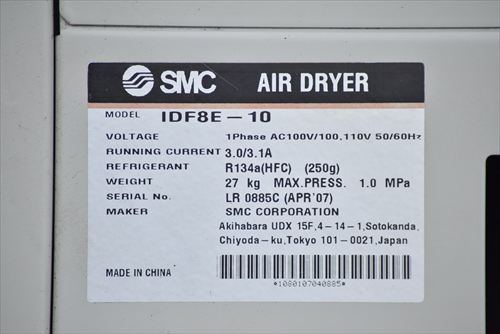 SMC AIR DRYER
MODEL IDF8E－10
VOLTAGE 1Phase AC100V/100,110V 50/60Hz
RUNNING CURRENT 3.0/3.1A
REFRIGERANT R134a(HFC) (250g)
WEIGHT 27 kg MAX.PRESS. 1.0 MPa
SERIAL No. LR 0885C (APR'07)
MAKER SMC CORPORATION
Akihabara UDX 15F,4-14-1,Sotokanda,
Chiyoda-ku,Tokyo 101-0021,Japan
MADE IN CHINA
*1080107040885*